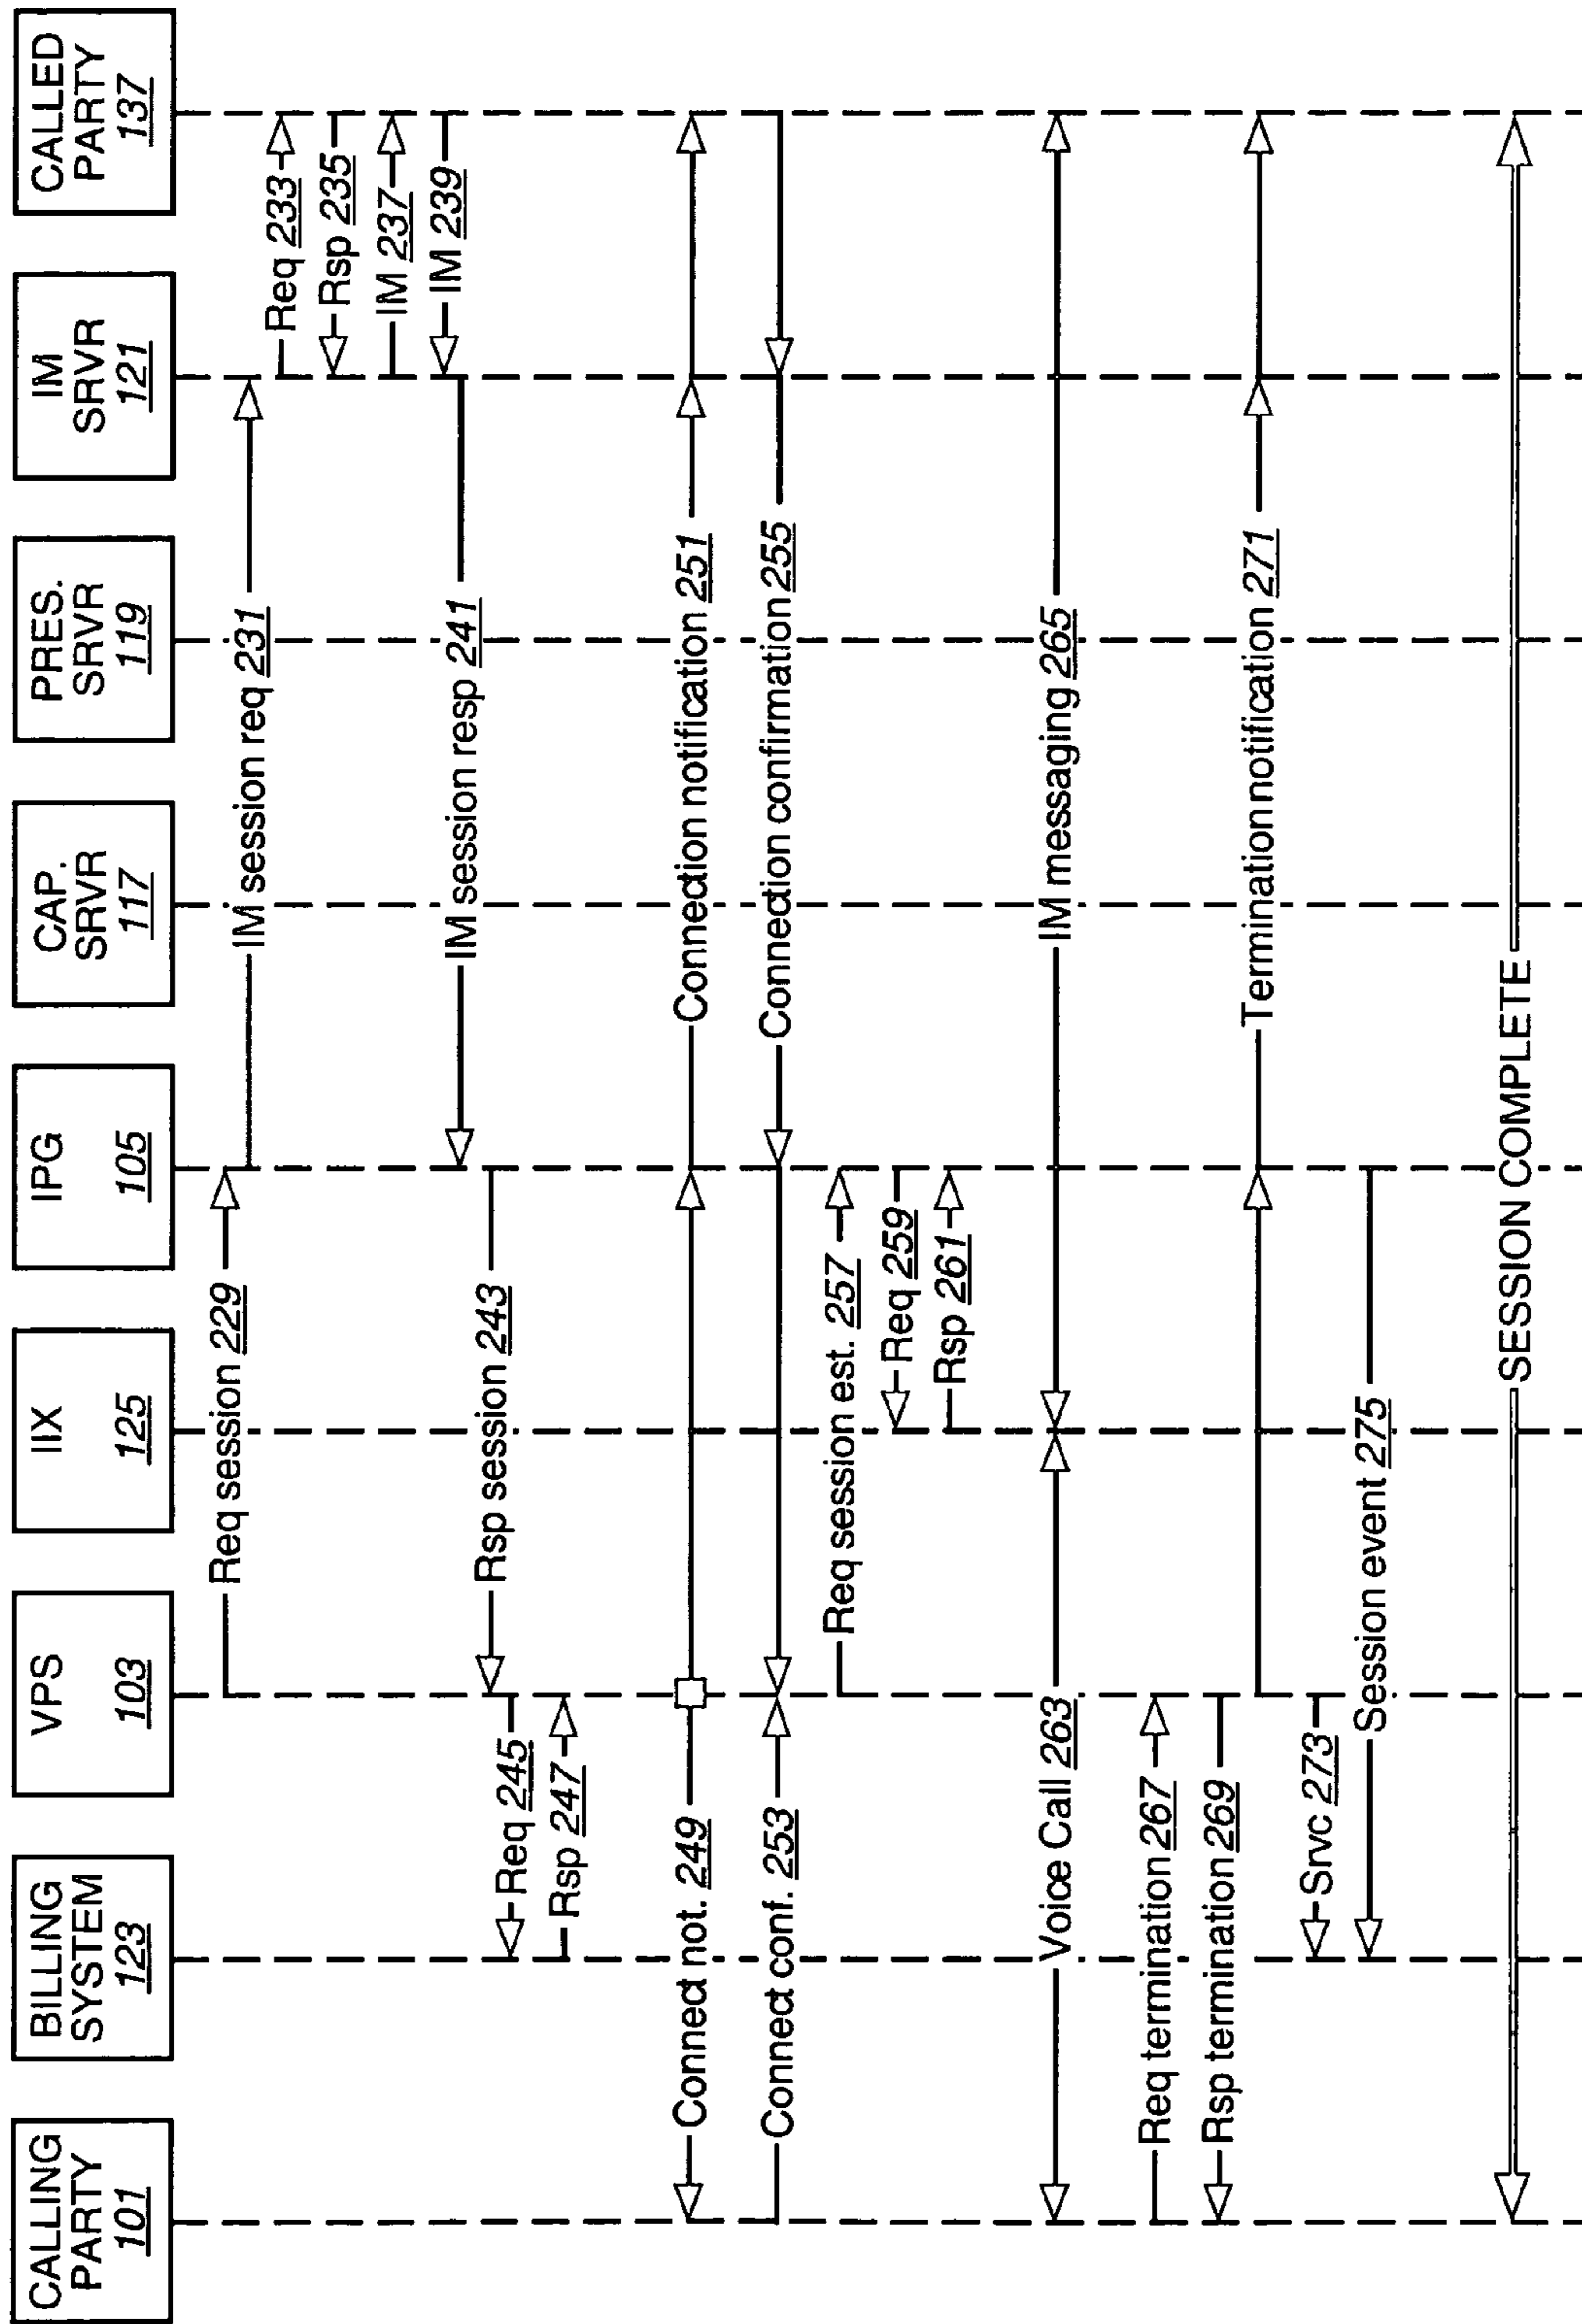 CALLING
PARTY
101
BILLING
SYSTEM
123
VPS
103
IIX
125
IPG
105
CAP.
SRVR
117
PRES.
SRVR
119
IM
SRVR
121
CALLED
PARTY
137
Req session 229
IM session req 231
Req 233
Rsp 235
IM 237
IM 239
IM session resp 241
Rsp session 243
Req 245
Rsp 247
Connect not. 249
Connection notification 251
Connect conf. 253
Connection confirmation 255
Req session est. 257
Req 259
Rsp 261
Voice Call 263
IM messaging 265
Req termination 267
Rsp termination 269
Termination notification 271
Srvc 273
Session event 275
SESSION COMPLETE